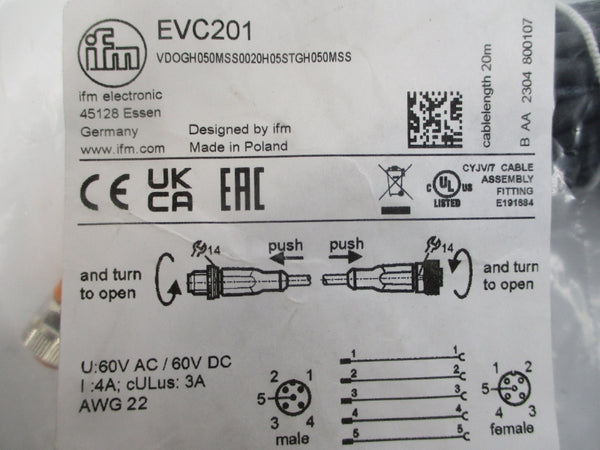 ifm
EVC201
VDOGH050MSS0020H05STGH050MSS
ifm electronic
45128 Essen
Germany
www.ifm.com
Designed by ifm
Made in Poland
cablelength 20m
B AA 2304 800107
CE UK CA EAC
c UL us LISTED
CYJV/7 CABLE
ASSEMBLY
FITTING
E191684
and turn
to open
14
push
push
14
and turn
to open
U:60V AC / 60V DC
I :4A; cULus: 3A
AWG 22
2 1
5
3 4
male
1 1
2 2
3 3
4 4
5 5
1 2
5
4 3
female